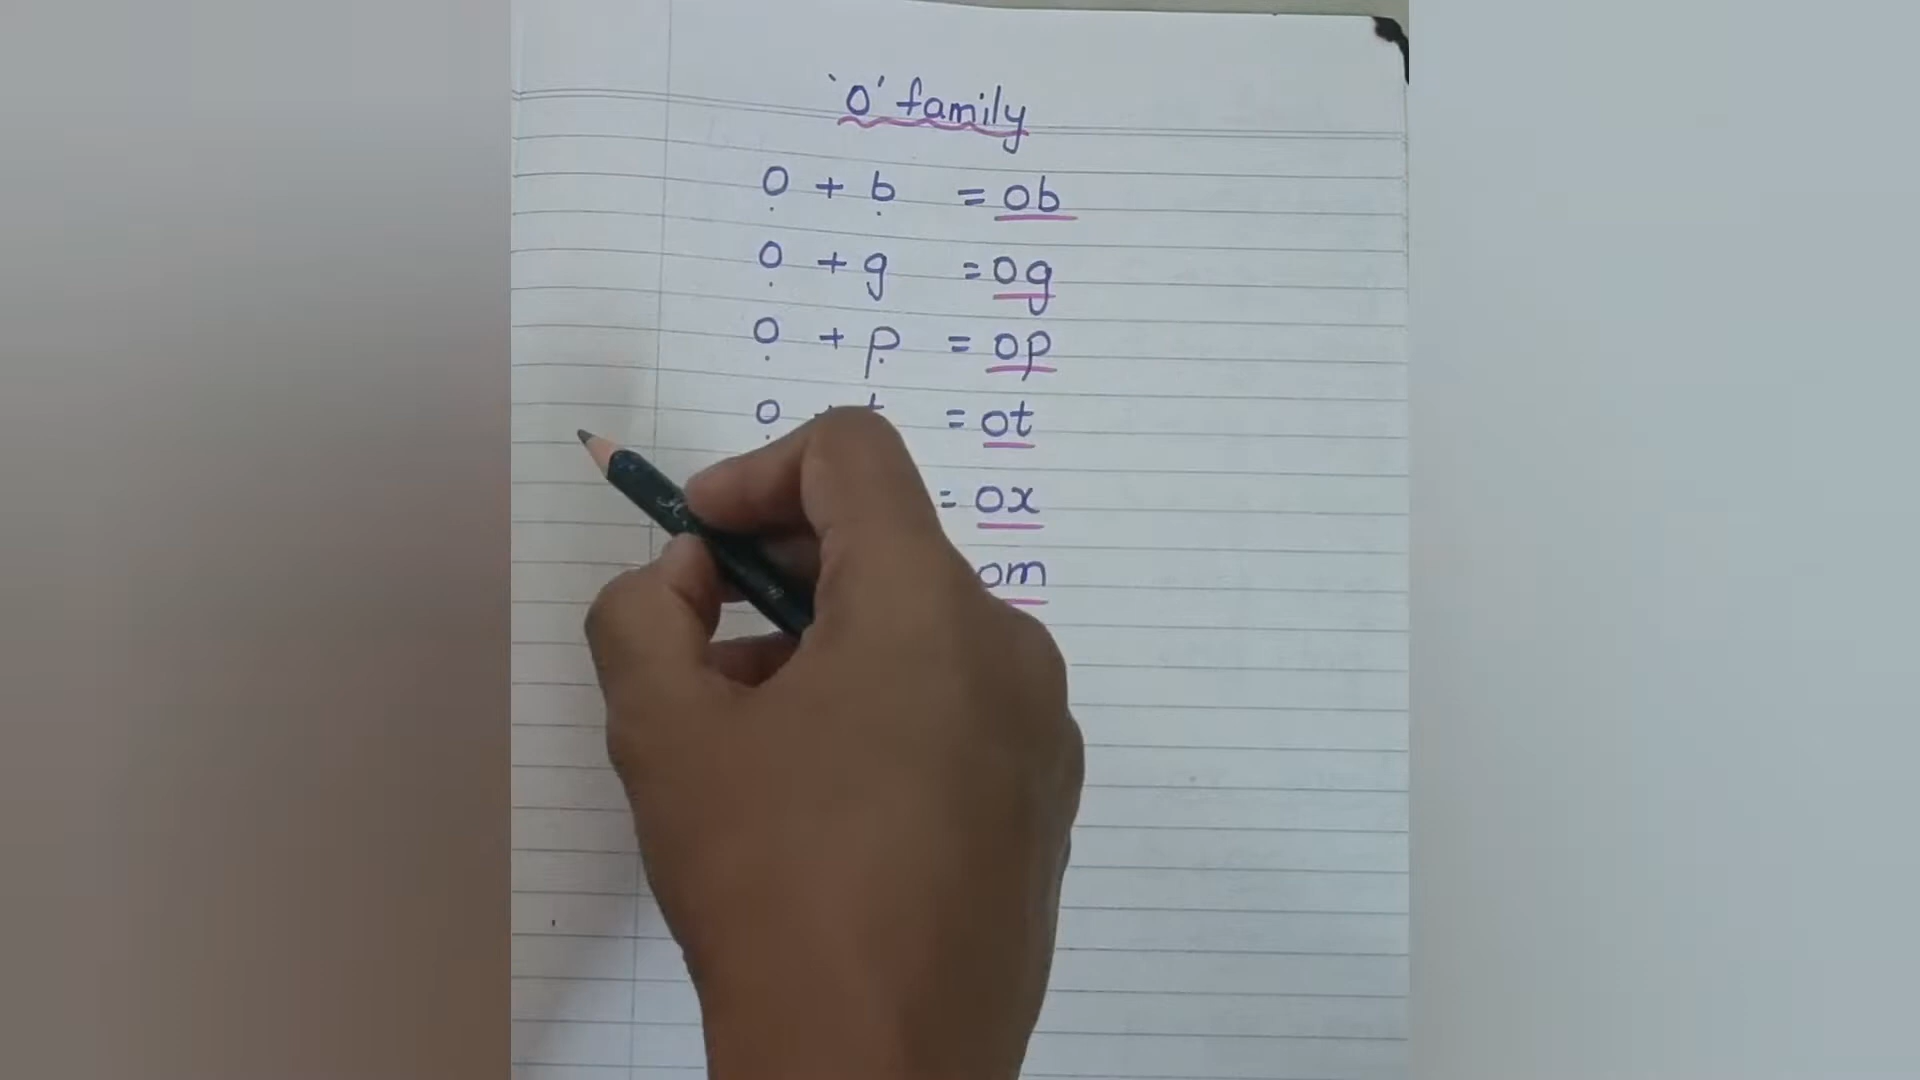 'O' family
o + b = ob
o + g = og
o + p = op
o + t = ot
= ox
om